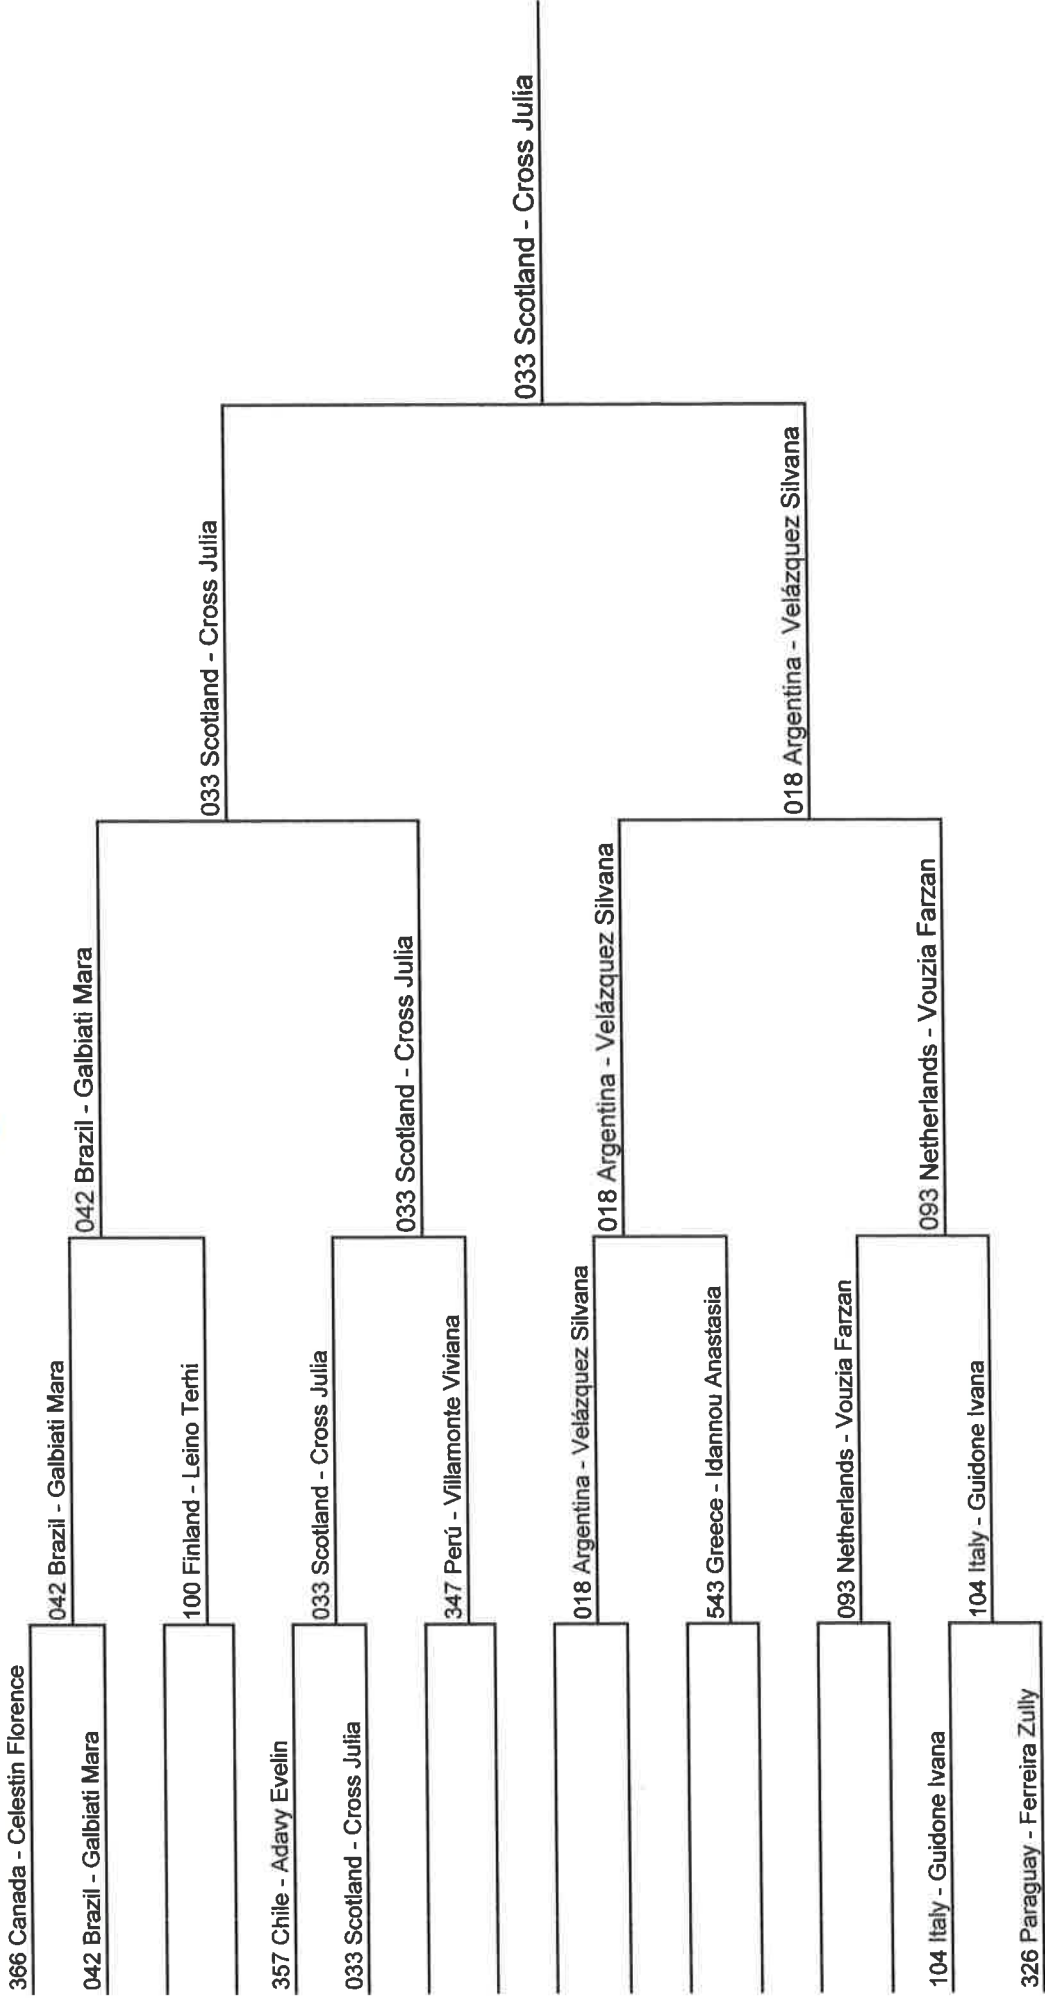 366 Canada - Celestin Florence
042 Brazil - Galbiati Mara
357 Chile - Adavy Evelin
033 Scotland - Cross Julia
104 Italy - Guidone Ivana
326 Paraguay - Ferreira Zully
042 Brazil - Galbiati Mara
100 Finland - Leino Terhi
033 Scotland - Cross Julia
347 Perú - Villamonte Viviana
018 Argentina - Velázquez Silvana
543 Greece - Idannou Anastasia
093 Netherlands - Vouzia Farzan
104 Italy - Guidone Ivana
042 Brazil - Galbiati Mara
033 Scotland - Cross Julia
018 Argentina - Velázquez Silvana
093 Netherlands - Vouzia Farzan
033 Scotland - Cross Julia
018 Argentina - Velázquez Silvana
033 Scotland - Cross Julia